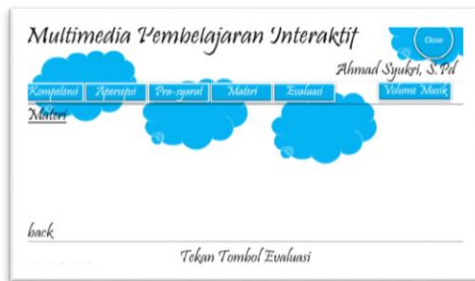 Multimedia Pembelajaran Interaktif
Close
Ahmad Syukri, S.Pd
Kompetensi Apersepsi Pra-syarat Materi Evaluasi Volume Musik
Materi
back
Tekan Tombol Evaluasi